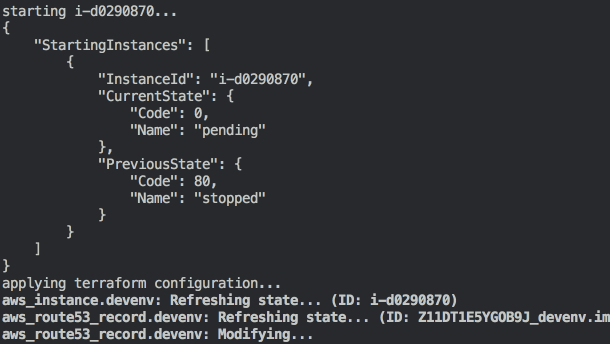 starting i-d0290870...
{
    "StartingInstances": [
        {
            "InstanceId": "i-d0290870",
            "CurrentState": {
                "Code": 0,
                "Name": "pending"
            },
            "PreviousState": {
                "Code": 80,
                "Name": "stopped"
            }
        }
    ]
}
applying terraform configuration...
aws_instance.devenv: Refreshing state... (ID: i-d0290870)
aws_route53_record.devenv: Refreshing state... (ID: Z11DT1E5YGOB9J_devenv.im
aws_route53_record.devenv: Modifying...